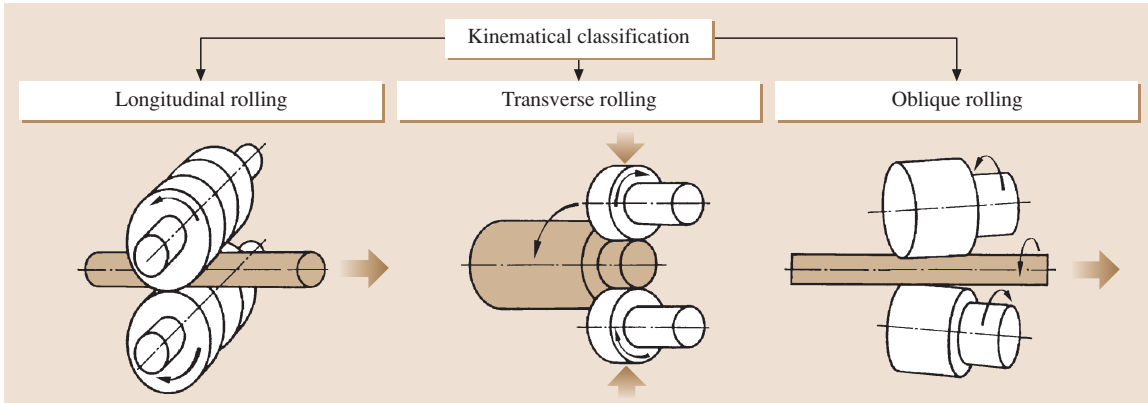 Kinematical classification
Longitudinal rolling
Transverse rolling
Oblique rolling